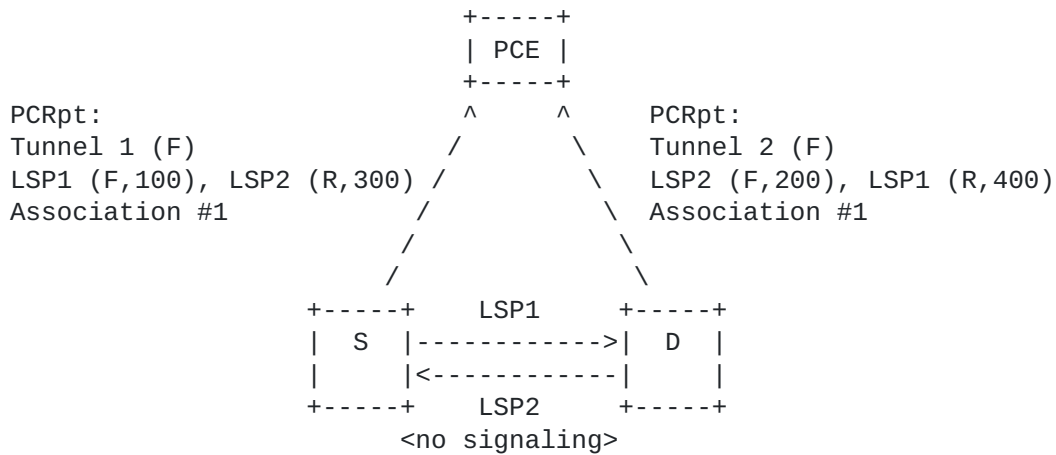 PCE
PCRpt: PCRpt:
Tunnel 1 (F) Tunnel 2 (F)
LSP1 (F,100), LSP2 (R,300) LSP2 (F,200), LSP1 (R,400)
Association #1 Association #1
LSP1
S D
LSP2
<no signaling>